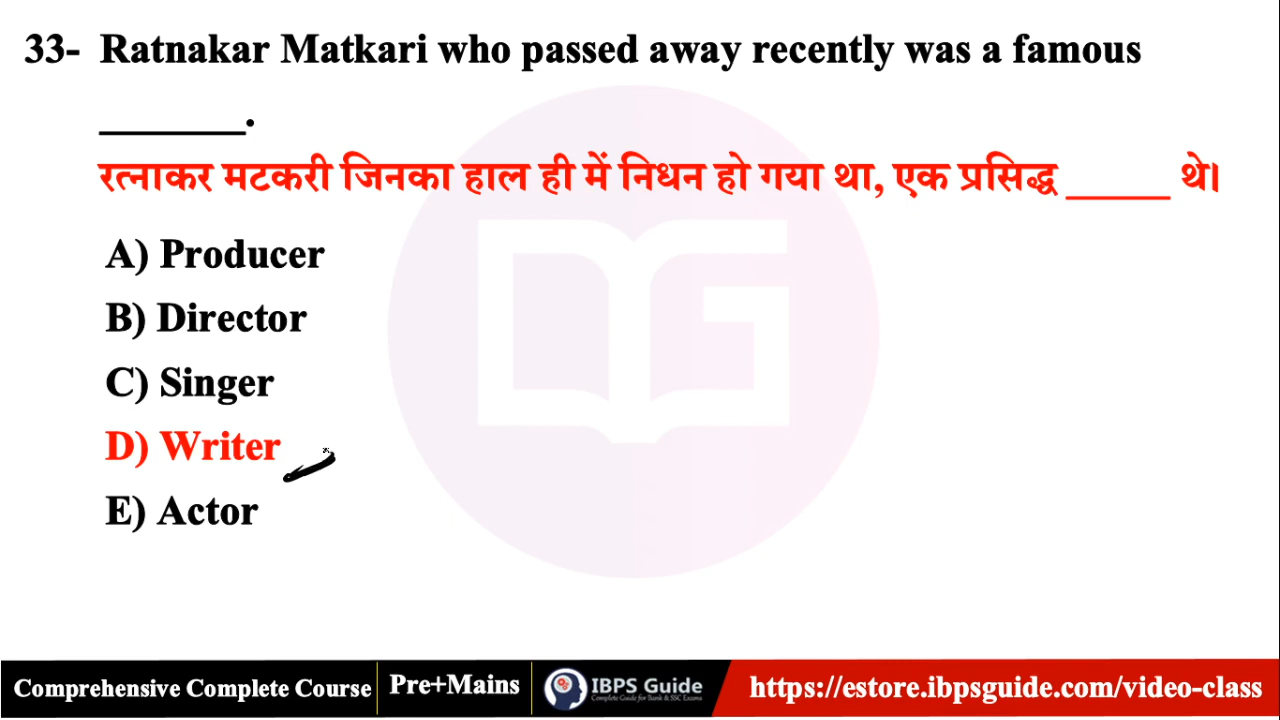 33- Ratnakar Matkari who passed away recently was a famous
_______.
रत्नाकर मटकरी जिनका हाल ही में निधन हो गया था, एक प्रसिद्ध _____ थे।
A) Producer
B) Director
C) Singer
D) Writer
E) Actor
Comprehensive Complete Course Pre+Mains IBPS Guide https://estore.ibpsguide.com/video-class
Complete Guide for Bank & SSC Exams